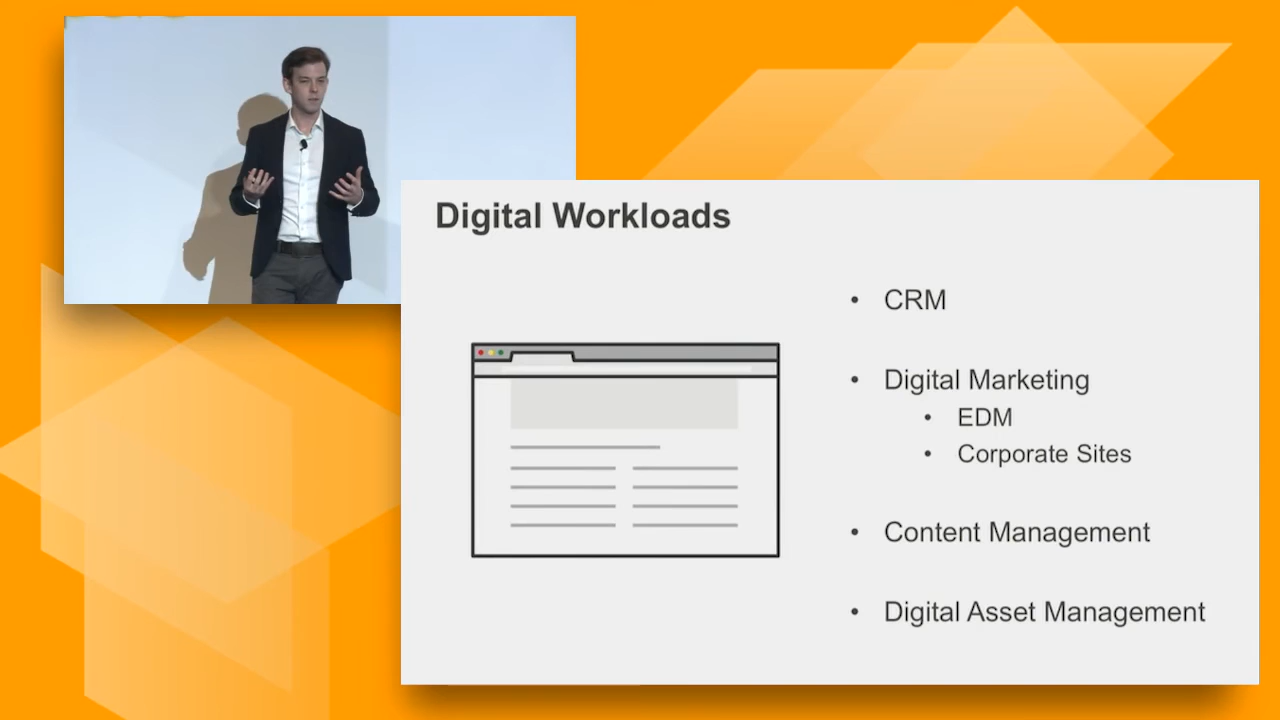 Digital Workloads
• CRM
• Digital Marketing
• EDM
• Corporate Sites
• Content Management
• Digital Asset Management